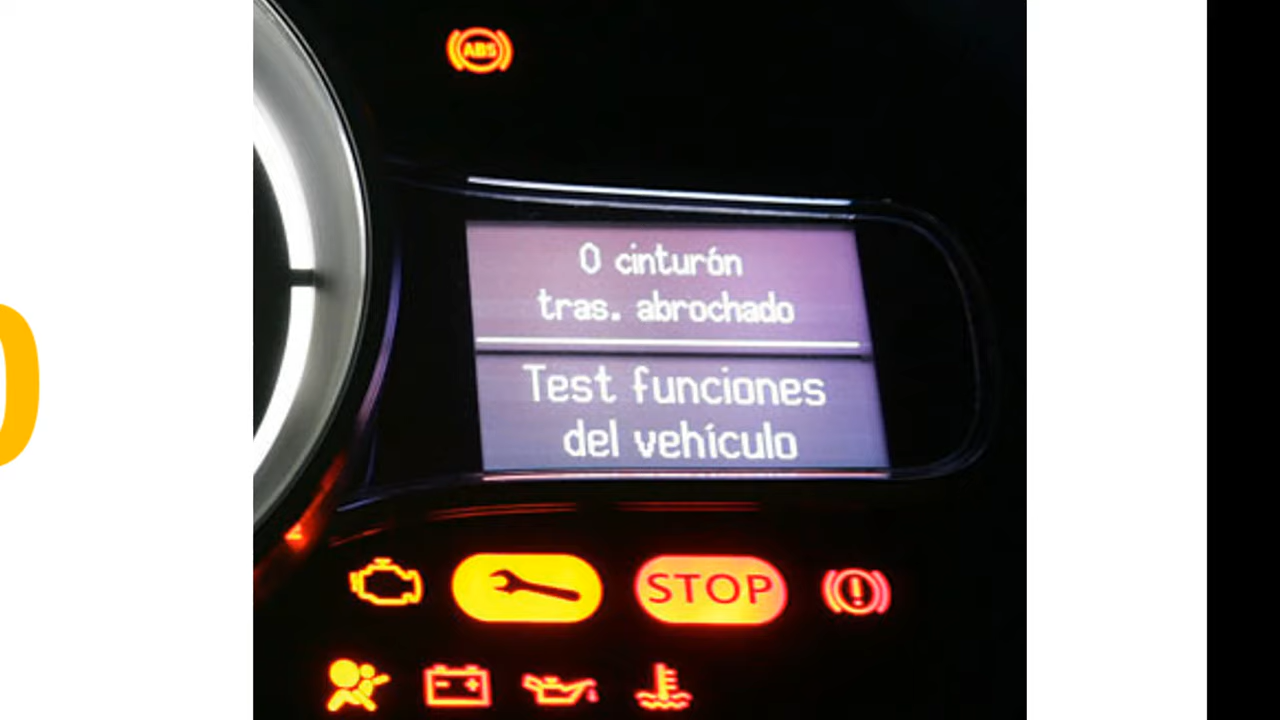 ABS
0 cinturón
tras. abrochado
Test funciones
del vehículo
STOP